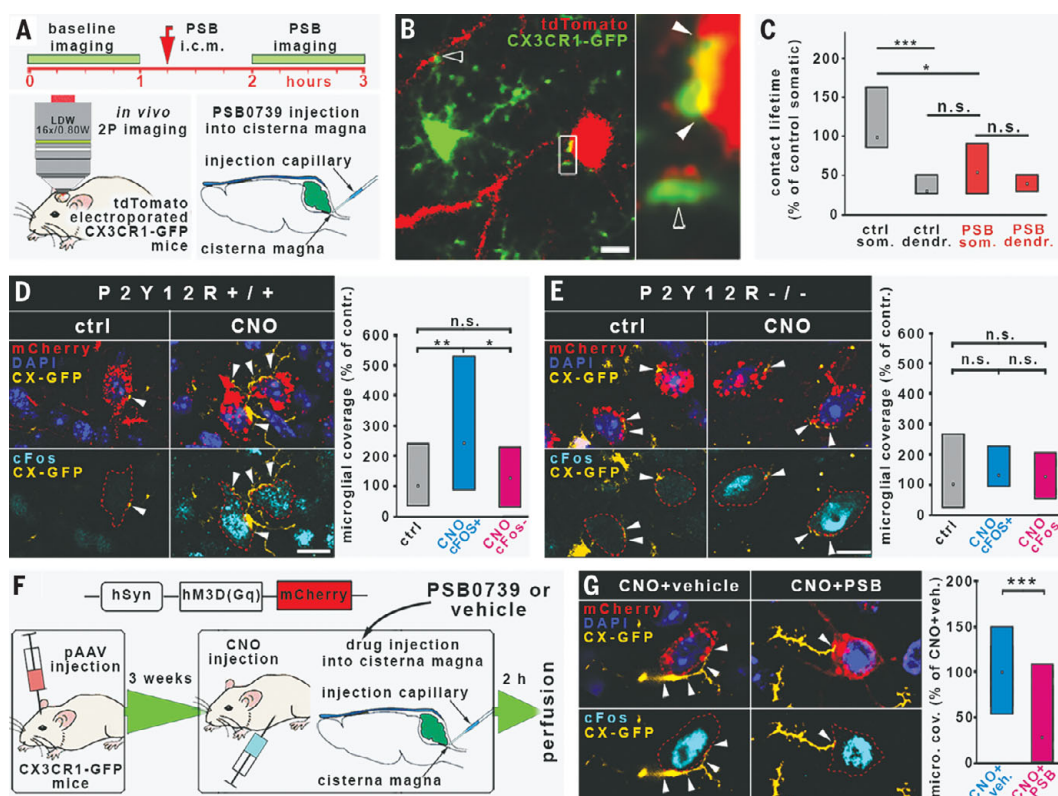 A
baseline
imaging
PSB
i.c.m.
PSB
imaging
0
1
hours
2
3
LDW
16x/0.80W
in vivo
2P imaging
tdTomato
electroporated
CX3CR1-GFP
mice
PSB0739 injection
into cisterna magna
injection capillary
cisterna magna
B
tdTomato
CX3CR1-GFP
C
contact lifetime
(% of control somatic)
200
150
100
50
0
***
*
n.s.
n.s.
ctrl
som.
ctrl
dendr.
PSB
som.
PSB
dendr.
D
P2Y12R+/+
ctrl
CNO
mCherry
DAPI
CX-GFP
cFos
CX-GFP
microglial coverage (% of contr.)
600
500
400
300
200
100
0
n.s.
**
*
ctrl
CNO
cFOS+
CNO
cFos-
E
P2Y12R-/-
ctrl
CNO
mCherry
DAPI
CX-GFP
cFos
CX-GFP
microglial coverage (% of contr.)
600
500
400
300
200
100
0
n.s.
n.s.
n.s.
ctrl
CNO
cFOS+
CNO
cFos-
F
hSyn
hM3D(Gq)
mCherry
PSB0739 or
vehicle
pAAV
injection
CX3CR1-GFP
mice
3 weeks
CNO
injection
drug injection
into cisterna magna
injection capillary
cisterna magna
2 h
perfusion
G
CNO+vehicle
CNO+PSB
mCherry
DAPI
CX-GFP
cFos
CX-GFP
micro. cov. (% of CNO+veh.)
200
150
100
50
0
***
CNO+
veh.
CNO+
PSB